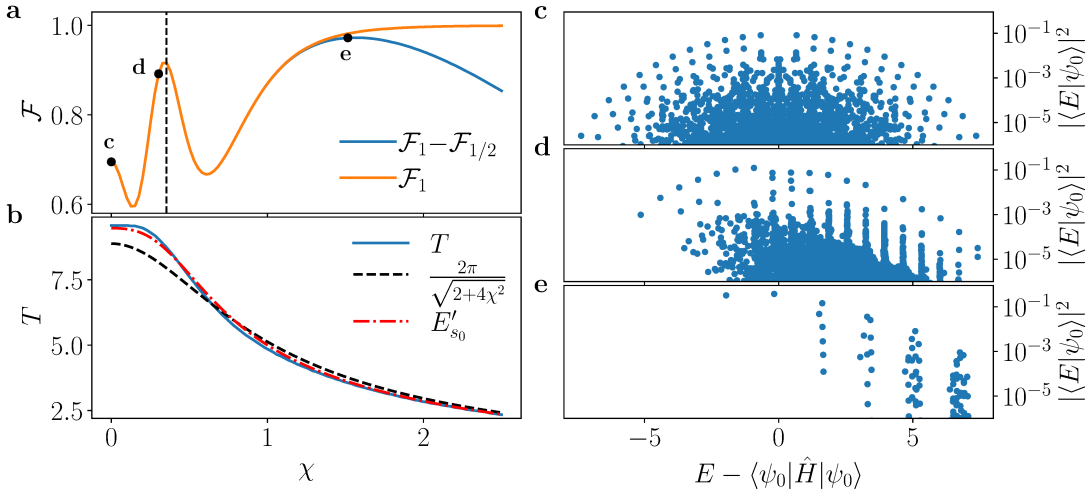 a
1.0
0.8
0.6
ℱ
c
d
e
ℱ₁−ℱ₁/₂
ℱ₁
b
7.5
5.0
2.5
T
T
2π
√2+4χ²
E′ₛ₀
0
1
2
χ
c
10⁻¹
10⁻³
10⁻⁵
|⟨E|ψ₀⟩|²
d
10⁻¹
10⁻³
10⁻⁵
|⟨E|ψ₀⟩|²
e
10⁻¹
10⁻³
10⁻⁵
|⟨E|ψ₀⟩|²
−5
0
5
E − ⟨ψ₀|Ĥ|ψ₀⟩